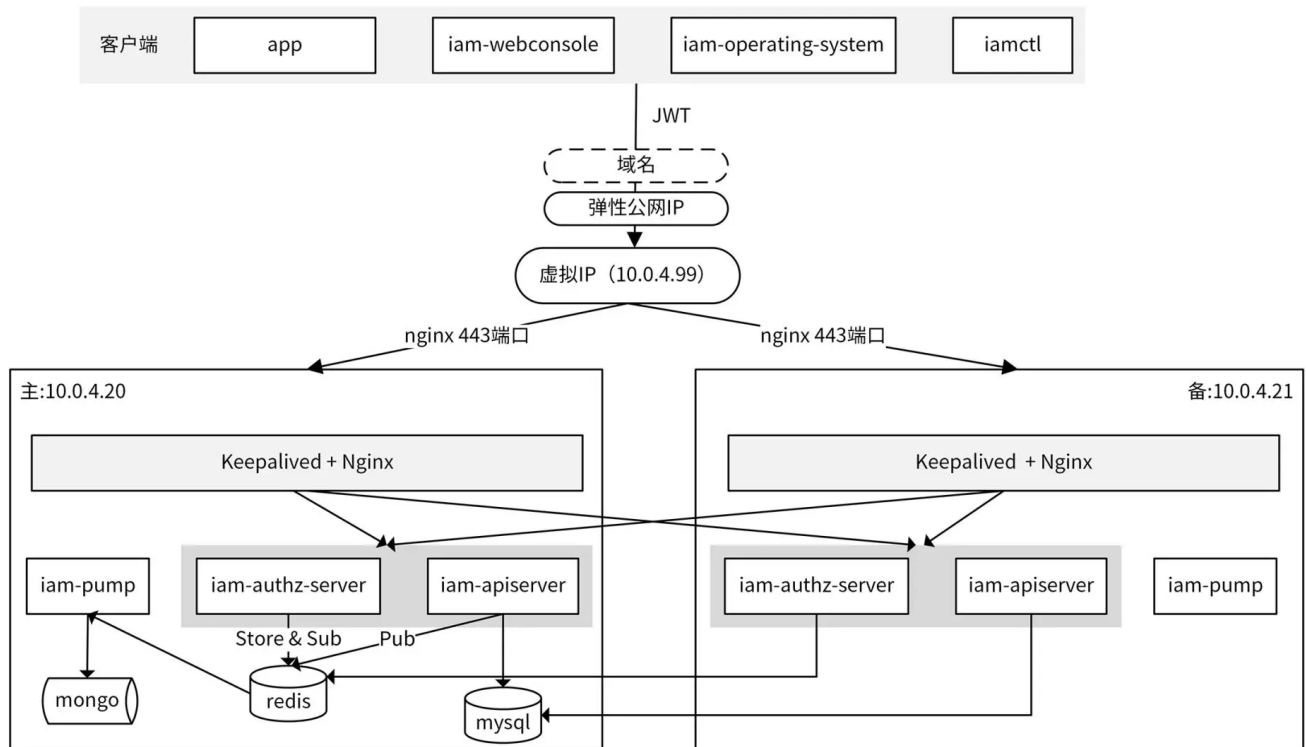 客户端
app
iam-webconsole
iam-operating-system
iamctl
JWT
域名
弹性公网IP
虚拟IP（10.0.4.99）
nginx 443端口
nginx 443端口
主:10.0.4.20
备:10.0.4.21
Keepalived + Nginx
Keepalived + Nginx
iam-pump
iam-authz-server
iam-apiserver
iam-authz-server
iam-apiserver
iam-pump
Store & Sub
Pub
mongo
redis
mysql